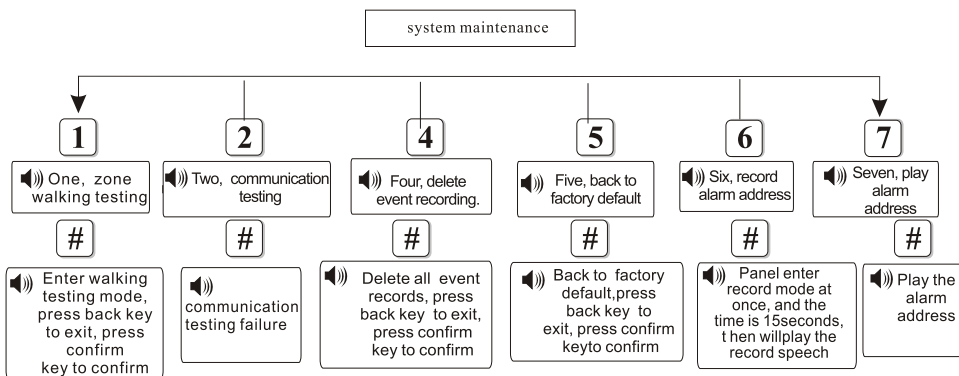 system maintenance
1
2
4
5
6
7
One, zone
walking testing
Two, communication
testing
Four, delete
event recording.
Five, back to
factory default
Six, record
alarm address
Seven, play
alarm
address
#
#
#
#
#
#
Enter walking
testing mode,
press back key
to exit, press
confirm
key to confirm
communication
testing failure
Delete all event
records, press
back key to exit,
press confirm
key to confirm
Back to factory
default,press
back key to
exit, press confirm
keyto confirm
Panel enter
record mode at
once, and the
time is 15seconds,
t hen willplay the
record speech
Play the
alarm
address